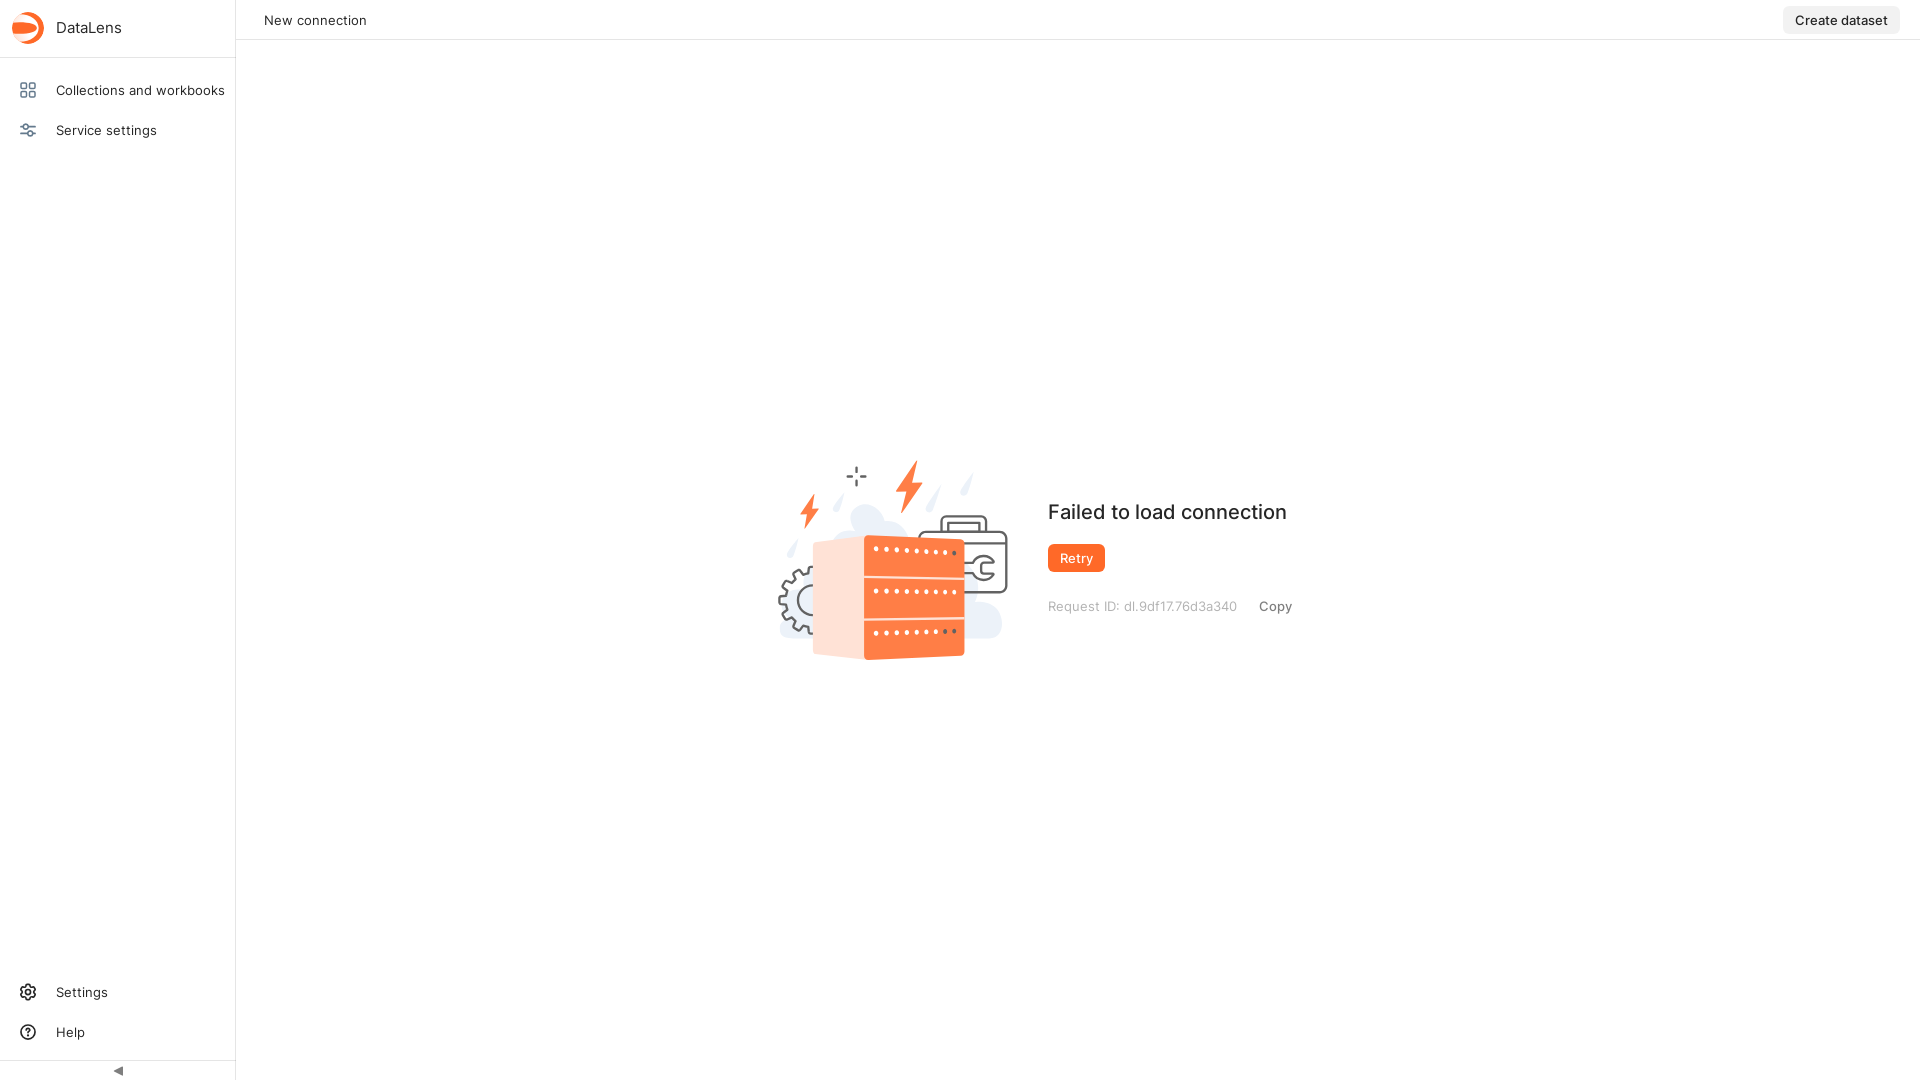 DataLens
New connection
Create dataset
Collections and workbooks
Service settings
Failed to load connection
Retry
Request ID: dl.9df17.76d3a340
Copy
Settings
Help